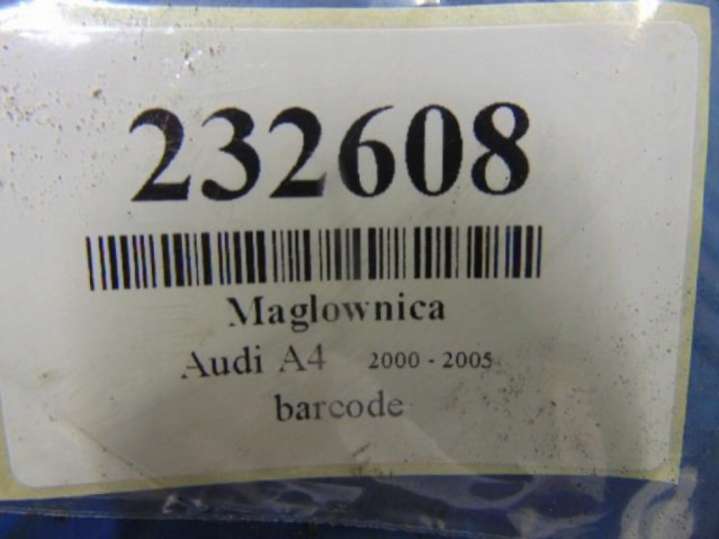 232608
Maglownica
Audi A4 2000 - 2005
barcode